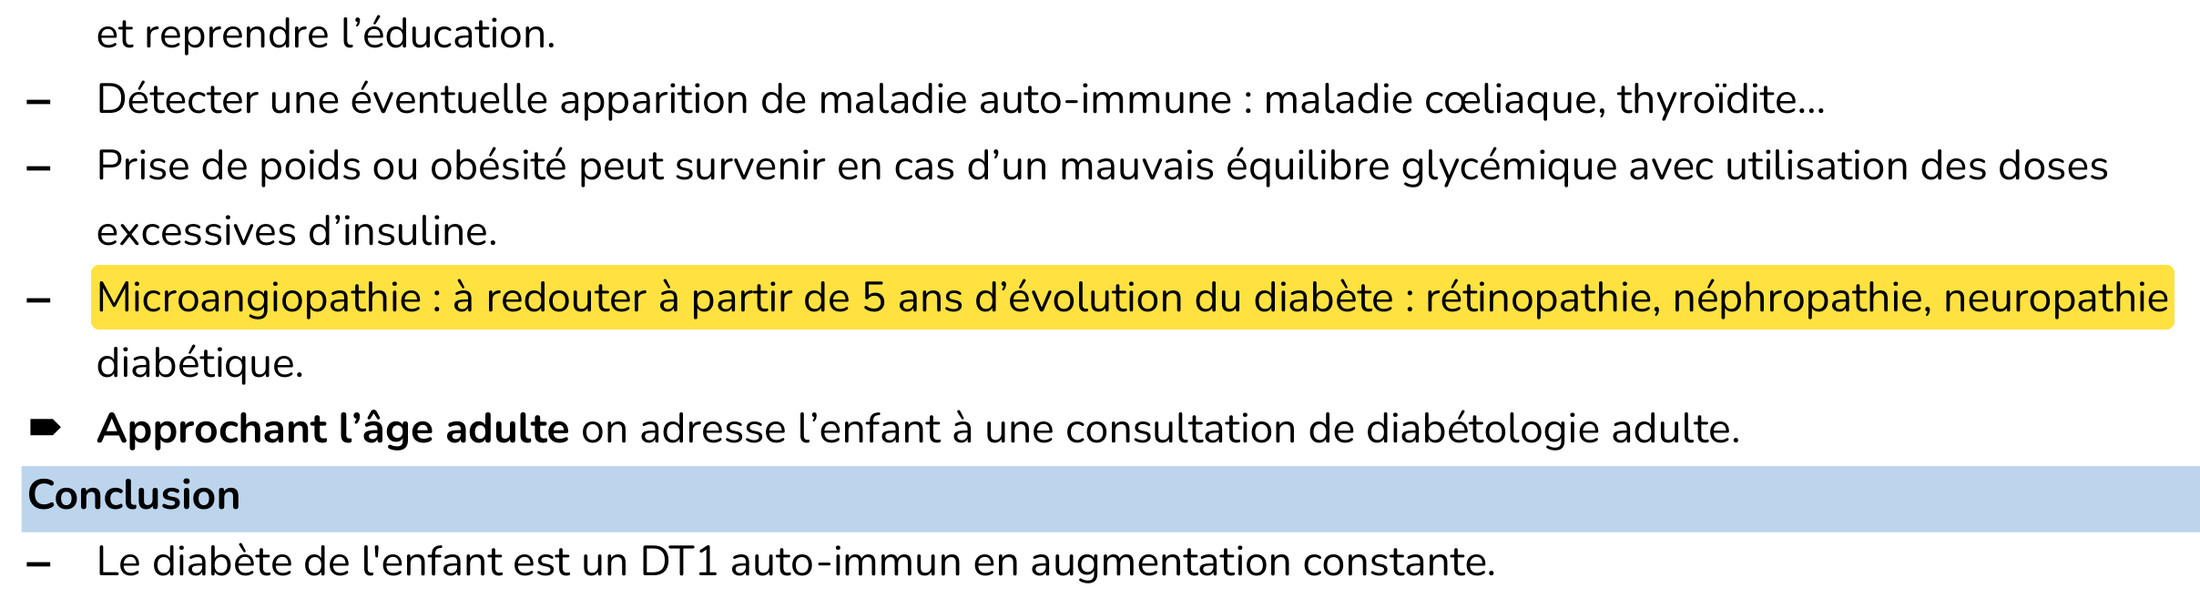 et reprendre l’éducation.
– Détecter une éventuelle apparition de maladie auto-immune : maladie cœliaque, thyroïdite...
– Prise de poids ou obésité peut survenir en cas d’un mauvais équilibre glycémique avec utilisation des doses
excessives d’insuline.
– Microangiopathie : à redouter à partir de 5 ans d’évolution du diabète : rétinopathie, néphropathie, neuropathie
diabétique.
Approchant l’âge adulte on adresse l’enfant à une consultation de diabétologie adulte.
Conclusion
– Le diabète de l'enfant est un DT1 auto-immun en augmentation constante.